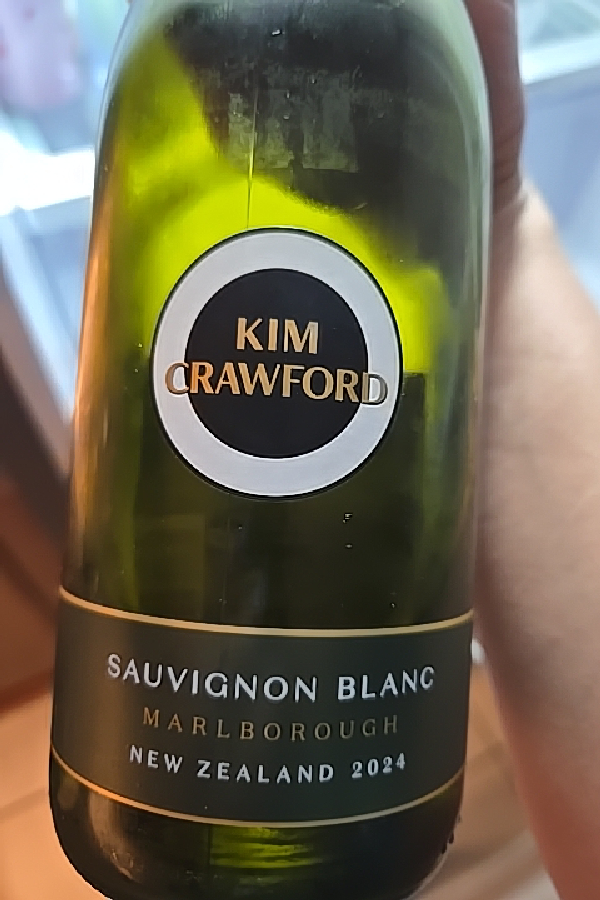 KIM
CRAWFORD
SAUVIGNON BLANC
MARLBOROUGH
NEW ZEALAND 2024